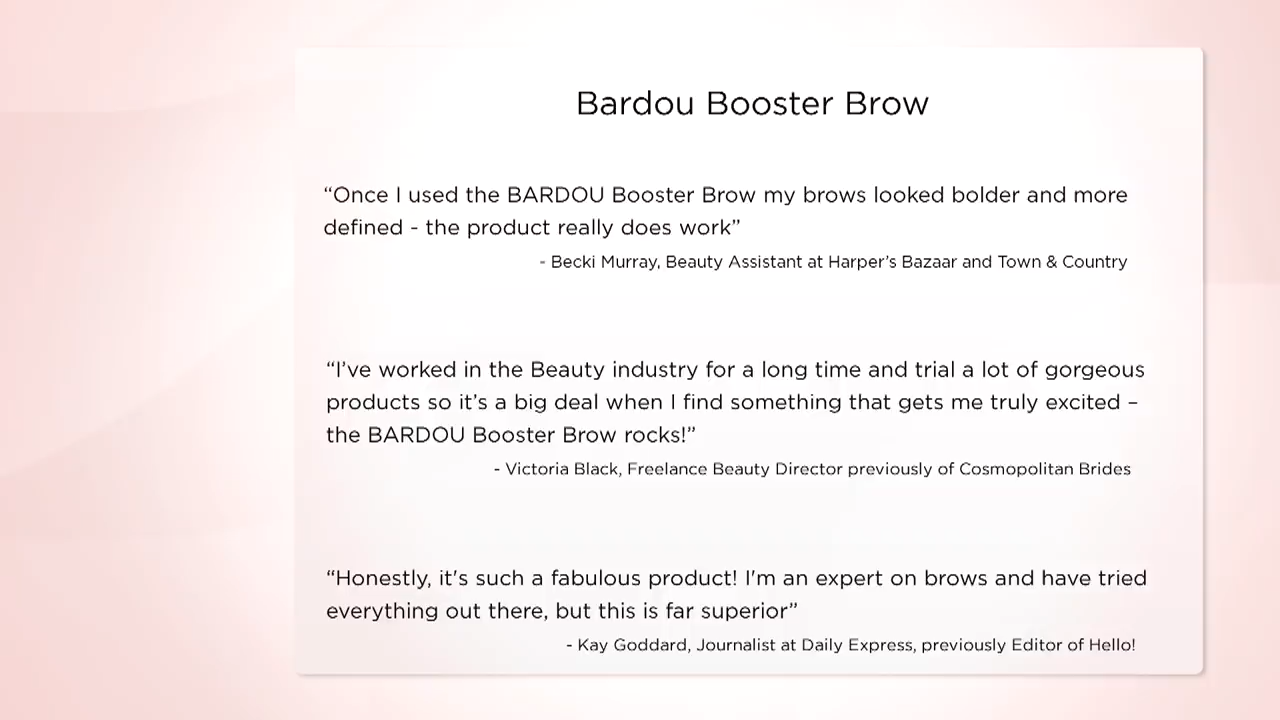 Bardou Booster Brow
“Once I used the BARDOU Booster Brow my brows looked bolder and more
defined - the product really does work”
- Becki Murray, Beauty Assistant at Harper’s Bazaar and Town & Country
“I’ve worked in the Beauty industry for a long time and trial a lot of gorgeous
products so it’s a big deal when I find something that gets me truly excited –
the BARDOU Booster Brow rocks!”
- Victoria Black, Freelance Beauty Director previously of Cosmopolitan Brides
“Honestly, it's such a fabulous product! I'm an expert on brows and have tried
everything out there, but this is far superior”
- Kay Goddard, Journalist at Daily Express, previously Editor of Hello!